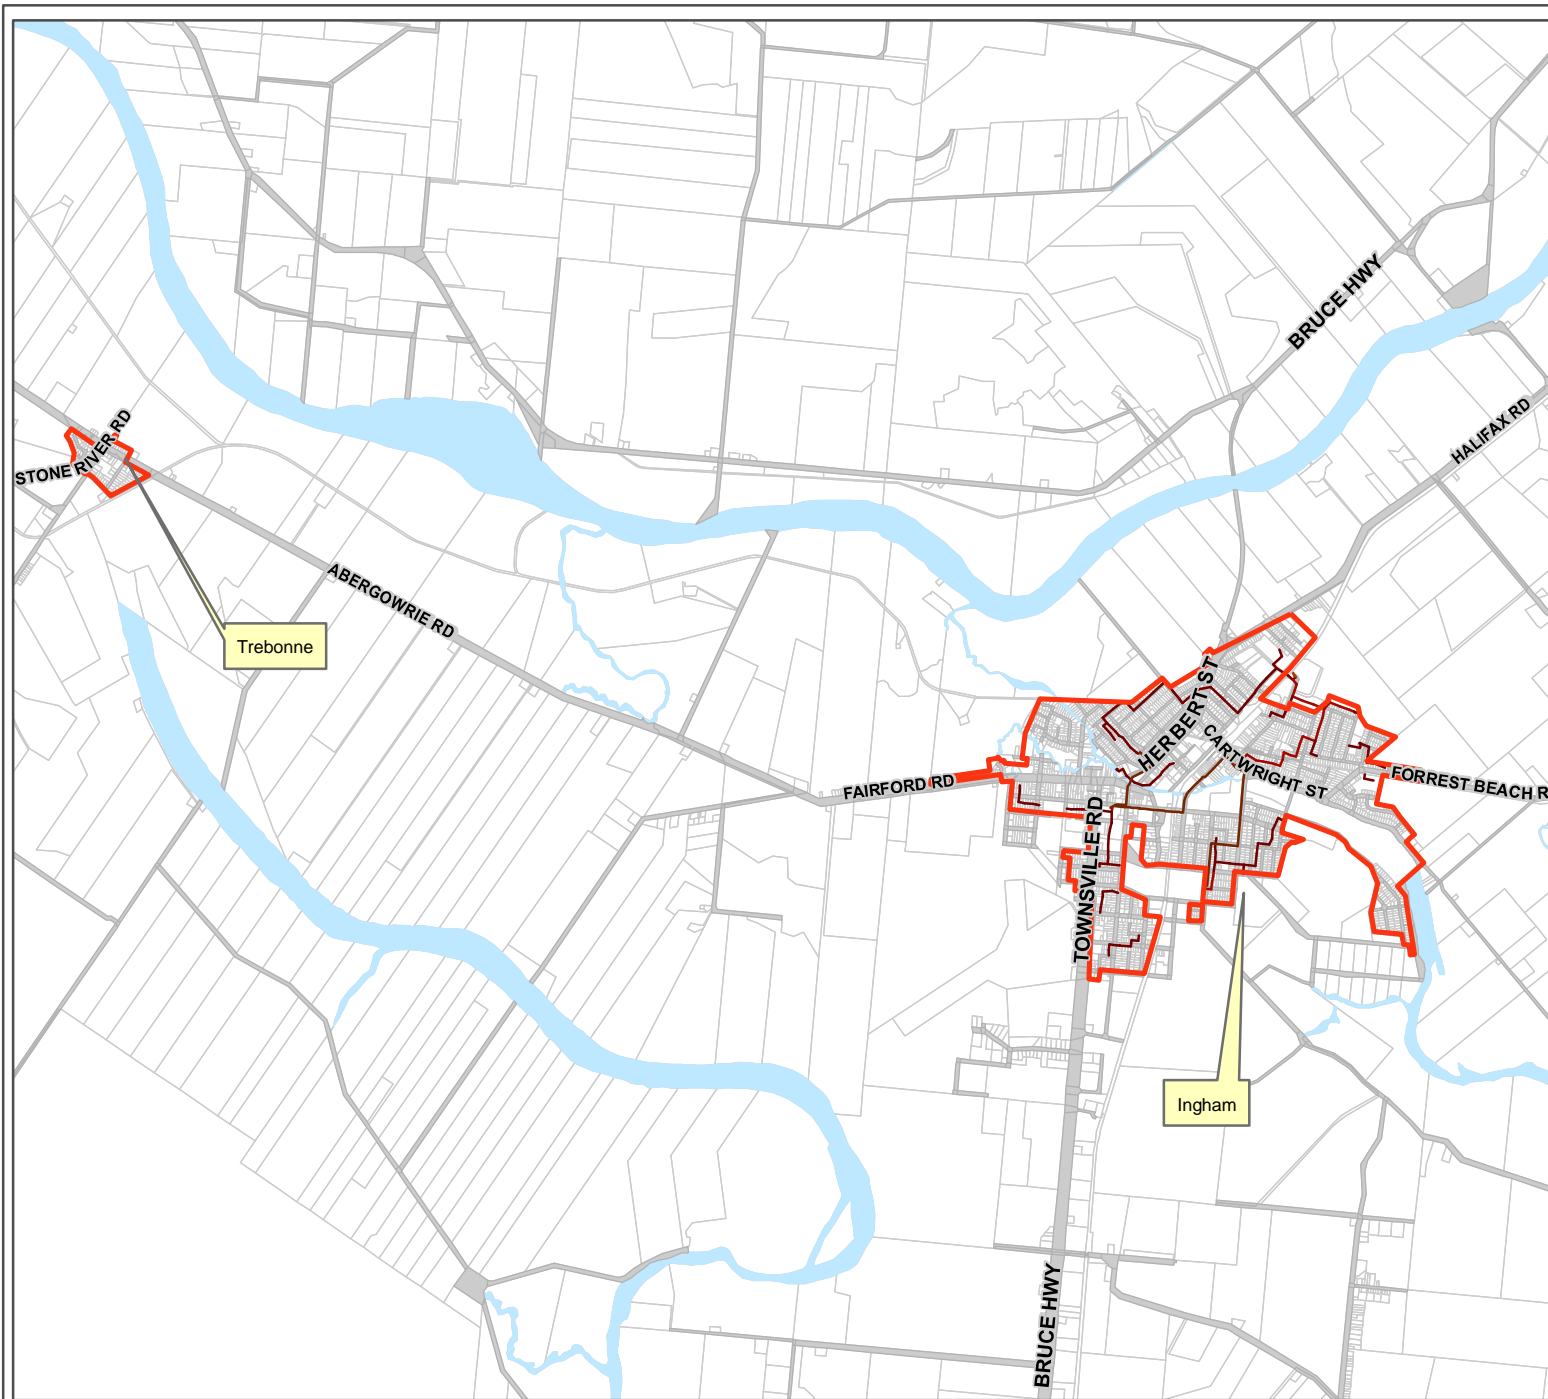 BRUCE HWY
HALIFAX RD
STONE RIVER RD
ABERGOWRIE RD
Trebonne
HERBERT ST
CARTWRIGHT ST
FORREST BEACH R
FAIRFORD RD
TOWNSVILLE RD
Ingham
BRUCE HWY